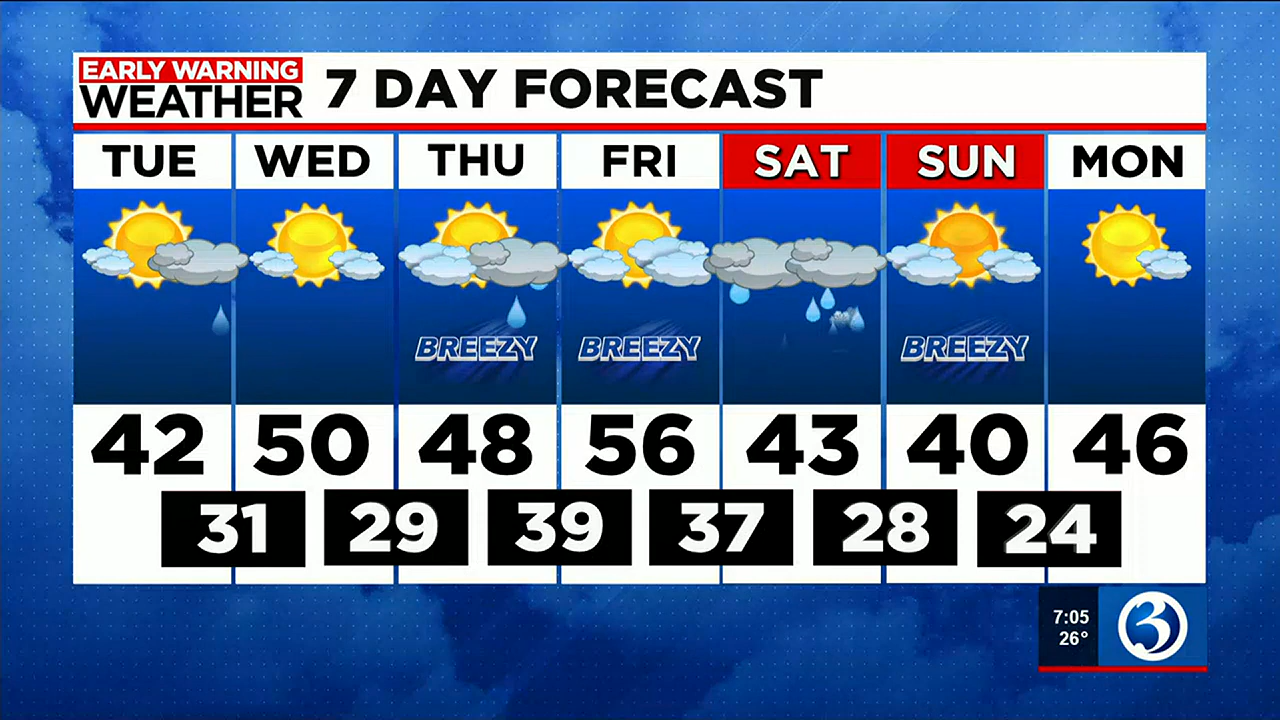 EARLY WARNING
WEATHER
7 DAY FORECAST
TUE WED THU FRI SAT SUN MON
BREEZY BREEZY BREEZY
42 50 48 56 43 40 46
31 29 39 37 28 24
7:05
26°
3